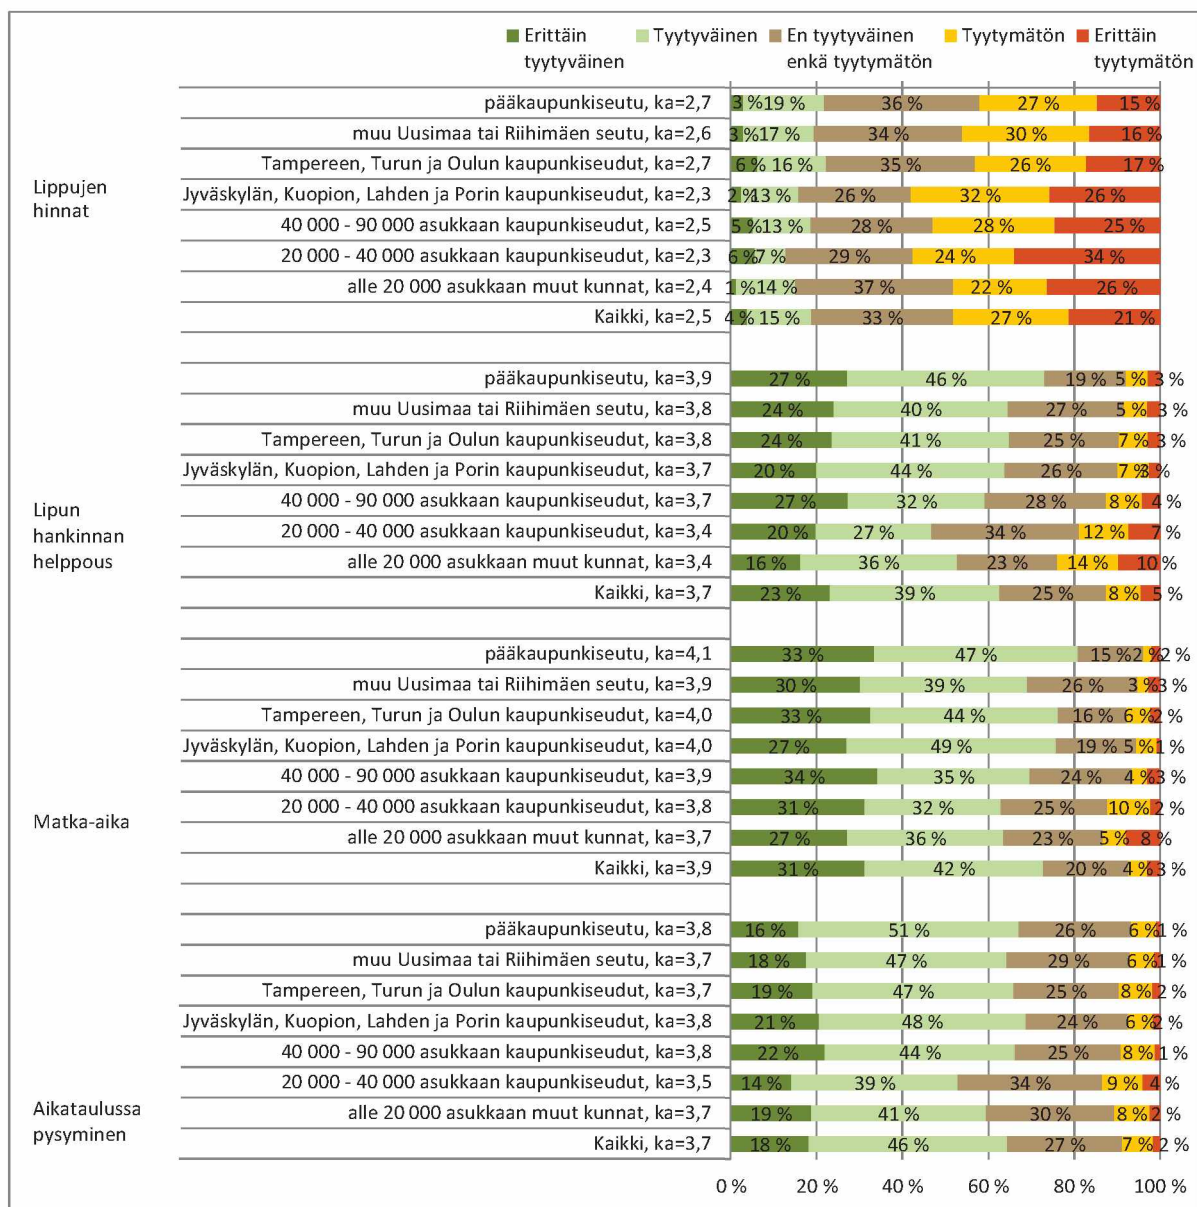 Erittäin tyytyväinen
Tyytyväinen
En tyytyväinen enkä tyytymätön
Tyytymätön
Erittäin tyytymätön
Lippujen hinnat
pääkaupunkiseutu, ka=2,7 3 % 19 % 36 % 27 % 15 %
muu Uusimaa tai Riihimäen seutu, ka=2,6 3 % 17 % 34 % 30 % 16 %
Tampereen, Turun ja Oulun kaupunkiseudut, ka=2,7 6 % 16 % 35 % 26 % 17 %
Jyväskylän, Kuopion, Lahden ja Porin kaupunkiseudut, ka=2,3 2 % 13 % 26 % 32 % 26 %
40 000 - 90 000 asukkaan kaupunkiseudut, ka=2,5 5 % 13 % 28 % 28 % 25 %
20 000 - 40 000 asukkaan kaupunkiseudut, ka=2,3 6 % 7 % 29 % 24 % 34 %
alle 20 000 asukkaan muut kunnat, ka=2,4 1 % 14 % 37 % 22 % 26 %
Kaikki, ka=2,5 4 % 15 % 33 % 27 % 21 %
Lipun hankinnan helppous
pääkaupunkiseutu, ka=3,9 27 % 46 % 19 % 5 % 3 %
muu Uusimaa tai Riihimäen seutu, ka=3,8 24 % 40 % 27 % 5 % 3 %
Tampereen, Turun ja Oulun kaupunkiseudut, ka=3,8 24 % 41 % 25 % 7 % 3 %
Jyväskylän, Kuopion, Lahden ja Porin kaupunkiseudut, ka=3,7 20 % 44 % 26 % 7 % 3 %
40 000 - 90 000 asukkaan kaupunkiseudut, ka=3,7 27 % 32 % 28 % 8 % 4 %
20 000 - 40 000 asukkaan kaupunkiseudut, ka=3,4 20 % 27 % 34 % 12 % 7 %
alle 20 000 asukkaan muut kunnat, ka=3,4 16 % 36 % 23 % 14 % 10 %
Kaikki, ka=3,7 23 % 39 % 25 % 8 % 5 %
Matka-aika
pääkaupunkiseutu, ka=4,1 33 % 47 % 15 % 2 % 2 %
muu Uusimaa tai Riihimäen seutu, ka=3,9 30 % 39 % 26 % 3 % 3 %
Tampereen, Turun ja Oulun kaupunkiseudut, ka=4,0 33 % 44 % 16 % 6 % 2 %
Jyväskylän, Kuopion, Lahden ja Porin kaupunkiseudut, ka=4,0 27 % 49 % 19 % 5 % 1 %
40 000 - 90 000 asukkaan kaupunkiseudut, ka=3,9 34 % 35 % 24 % 4 % 3 %
20 000 - 40 000 asukkaan kaupunkiseudut, ka=3,8 31 % 32 % 25 % 10 % 2 %
alle 20 000 asukkaan muut kunnat, ka=3,7 27 % 36 % 23 % 5 % 8 %
Kaikki, ka=3,9 31 % 42 % 20 % 4 % 3 %
Aikataulussa pysyminen
pääkaupunkiseutu, ka=3,8 16 % 51 % 26 % 6 % 1 %
muu Uusimaa tai Riihimäen seutu, ka=3,7 18 % 47 % 29 % 6 % 1 %
Tampereen, Turun ja Oulun kaupunkiseudut, ka=3,7 19 % 47 % 25 % 8 % 2 %
Jyväskylän, Kuopion, Lahden ja Porin kaupunkiseudut, ka=3,8 21 % 48 % 24 % 6 % 2 %
40 000 - 90 000 asukkaan kaupunkiseudut, ka=3,8 22 % 44 % 25 % 8 % 1 %
20 000 - 40 000 asukkaan kaupunkiseudut, ka=3,5 14 % 39 % 34 % 9 % 4 %
alle 20 000 asukkaan muut kunnat, ka=3,7 19 % 41 % 30 % 8 % 2 %
Kaikki, ka=3,7 18 % 46 % 27 % 7 % 2 %
0 % 20 % 40 % 60 % 80 % 100 %